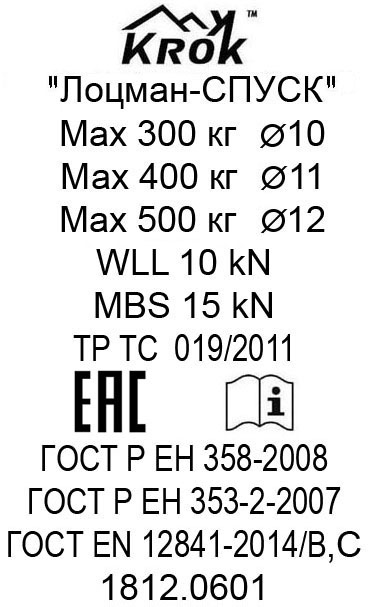 Krok™
"Лоцман-СПУСК"
Max 300 кг ⌀10
Max 400 кг ⌀11
Max 500 кг ⌀12
WLL 10 kN
MBS 15 kN
ТР ТС 019/2011
EAC i
ГОСТ Р ЕН 358-2008
ГОСТ Р ЕН 353-2-2007
ГОСТ EN 12841-2014/B,C
1812.0601